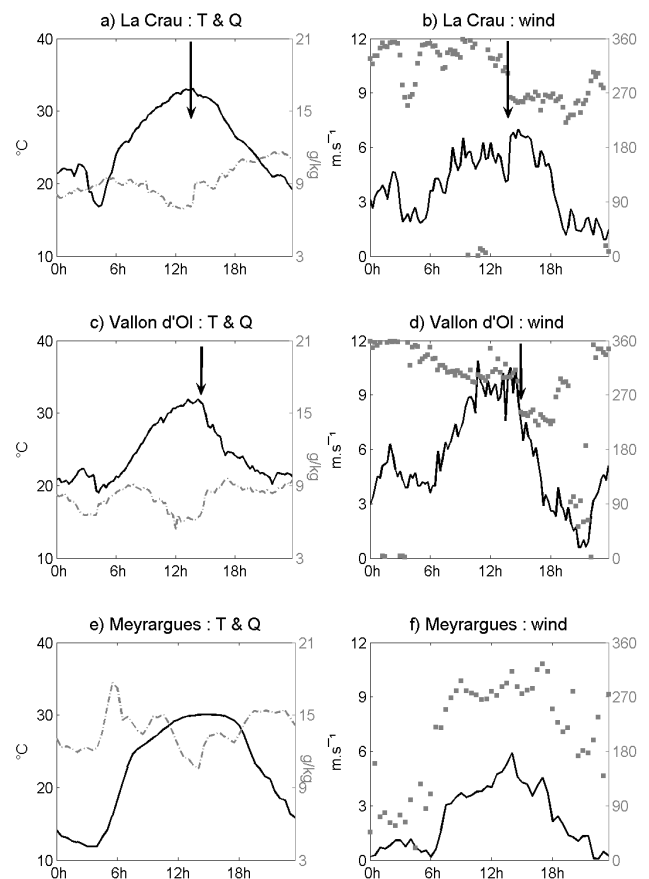 a) La Crau : T & Q
b) La Crau : wind
40
30
20
10
°C
21
15
9
3
g/kg
0h 6h 12h 18h
12
9
6
3
0
m.s⁻¹
360
270
180
90
0
0h 6h 12h 18h
c) Vallon d'Ol : T & Q
d) Vallon d'Ol : wind
40
30
20
10
°C
21
15
9
3
g/kg
0h 6h 12h 18h
12
9
6
3
0
m.s⁻¹
360
270
180
90
0
0h 6h 12h 18h
e) Meyrargues : T & Q
f) Meyrargues : wind
40
30
20
10
°C
21
15
9
3
g/kg
0h 6h 12h 18h
12
9
6
3
0
m.s⁻¹
360
270
180
90
0
0h 6h 12h 18h